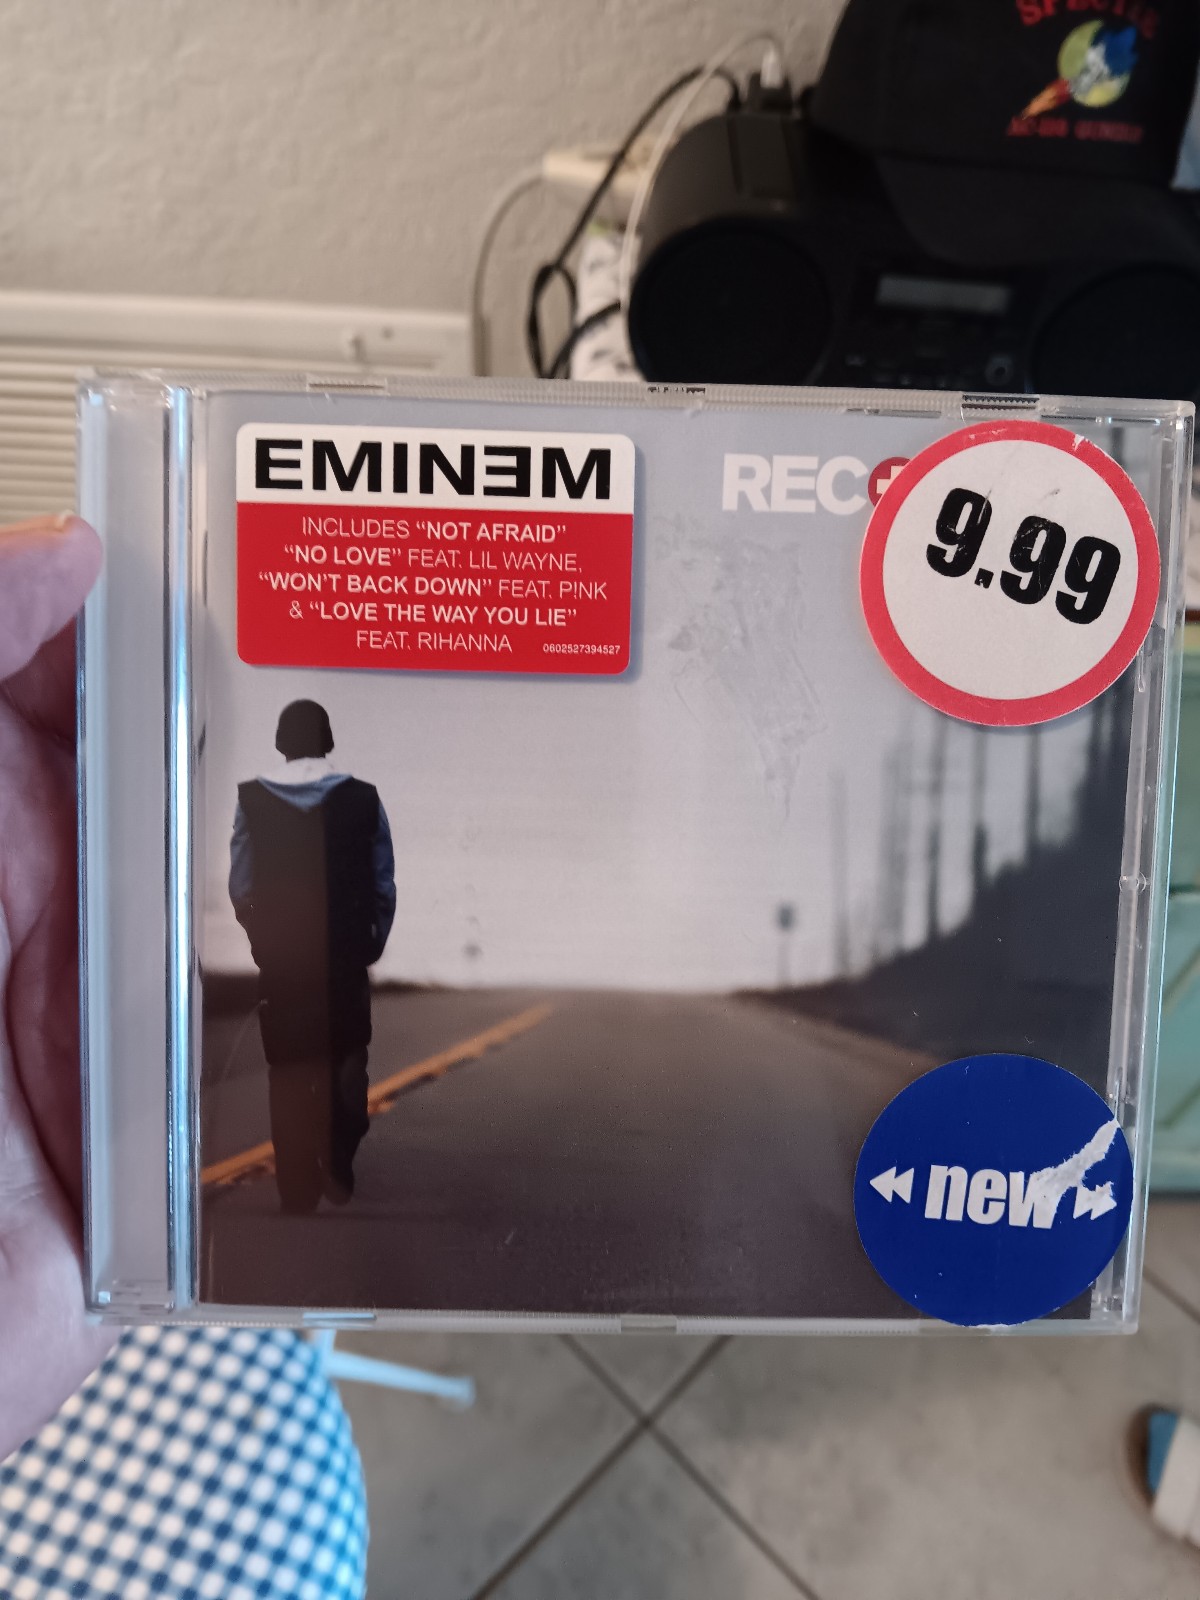 EMINEM
INCLUDES “NOT AFRAID”
“NO LOVE” FEAT. LIL WAYNE,
“WON’T BACK DOWN” FEAT. P!NK
& “LOVE THE WAY YOU LIE”
FEAT. RIHANNA
0602527394527
REC
9.99
new